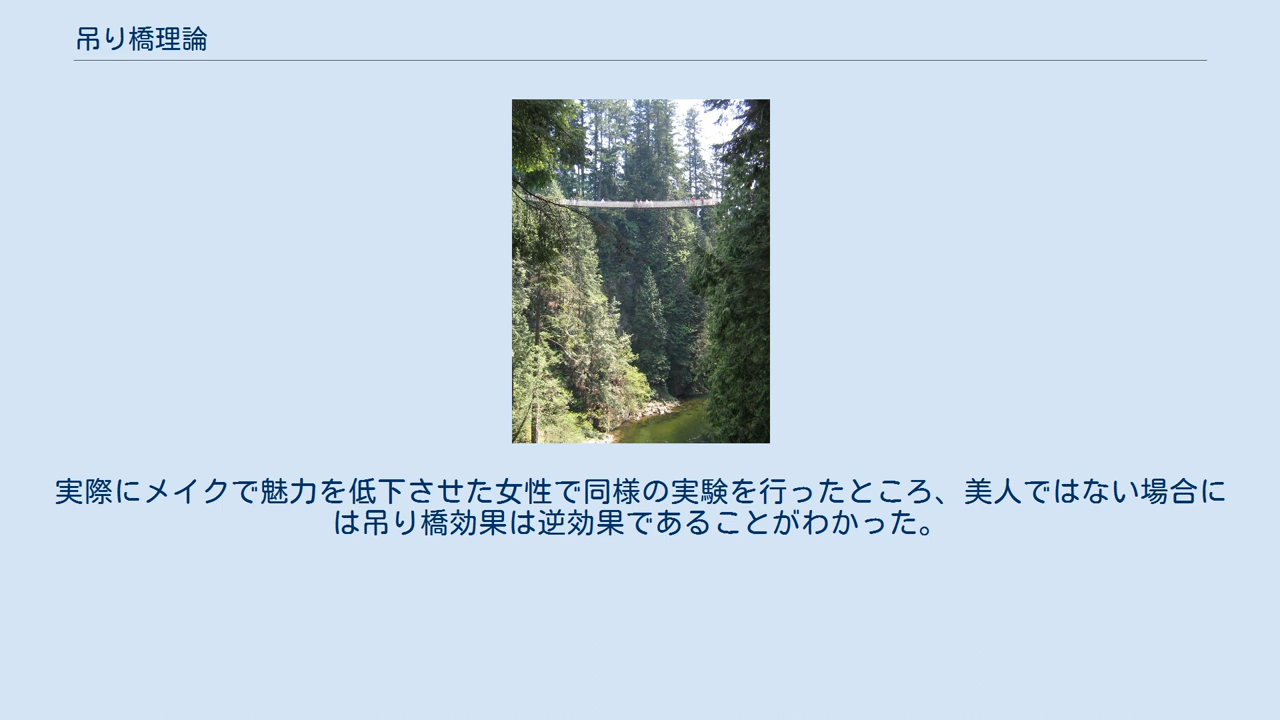 吊り橋理論
実際にメイクで魅力を低下させた女性で同様の実験を行ったところ、美人ではない場合に
は吊り橋効果は逆効果であることがわかった。